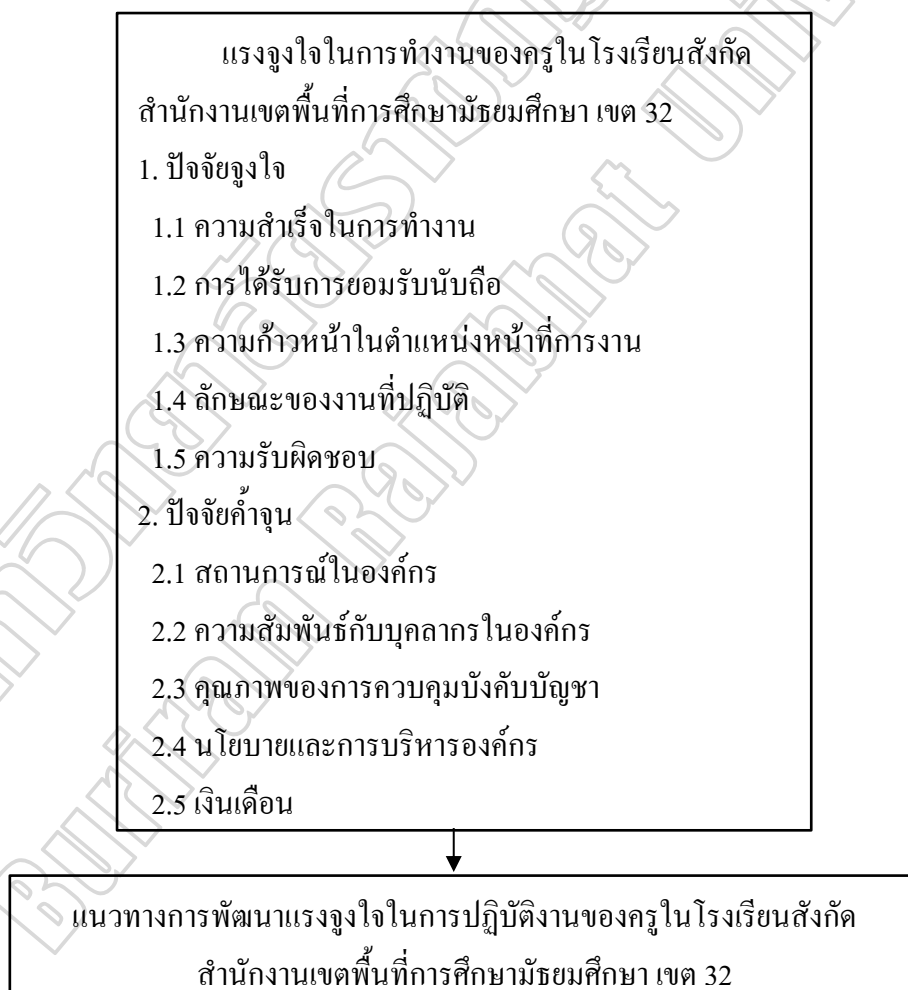 แรงจูงใจในการทำงานของครูในโรงเรียนสังกัด
สำนักงานเขตพื้นที่การศึกษามัธยมศึกษา เขต 32
1. ปัจจัยจูงใจ
1.1 ความสำเร็จในการทำงาน
1.2 การได้รับการยอมรับนับถือ
1.3 ความก้าวหน้าในตำแหน่งหน้าที่การงาน
1.4 ลักษณะของงานที่ปฏิบัติ
1.5 ความรับผิดชอบ
2. ปัจจัยค้ำจุน
2.1 สถานการณ์ในองค์กร
2.2 ความสัมพันธ์กับบุคลากรในองค์กร
2.3 คุณภาพของการควบคุมบังคับบัญชา
2.4 นโยบายและการบริหารองค์กร
2.5 เงินเดือน
แนวทางการพัฒนาแรงจูงใจในการปฏิบัติงานของครูในโรงเรียนสังกัด
สำนักงานเขตพื้นที่การศึกษามัธยมศึกษา เขต 32
Buriram Rajabhat